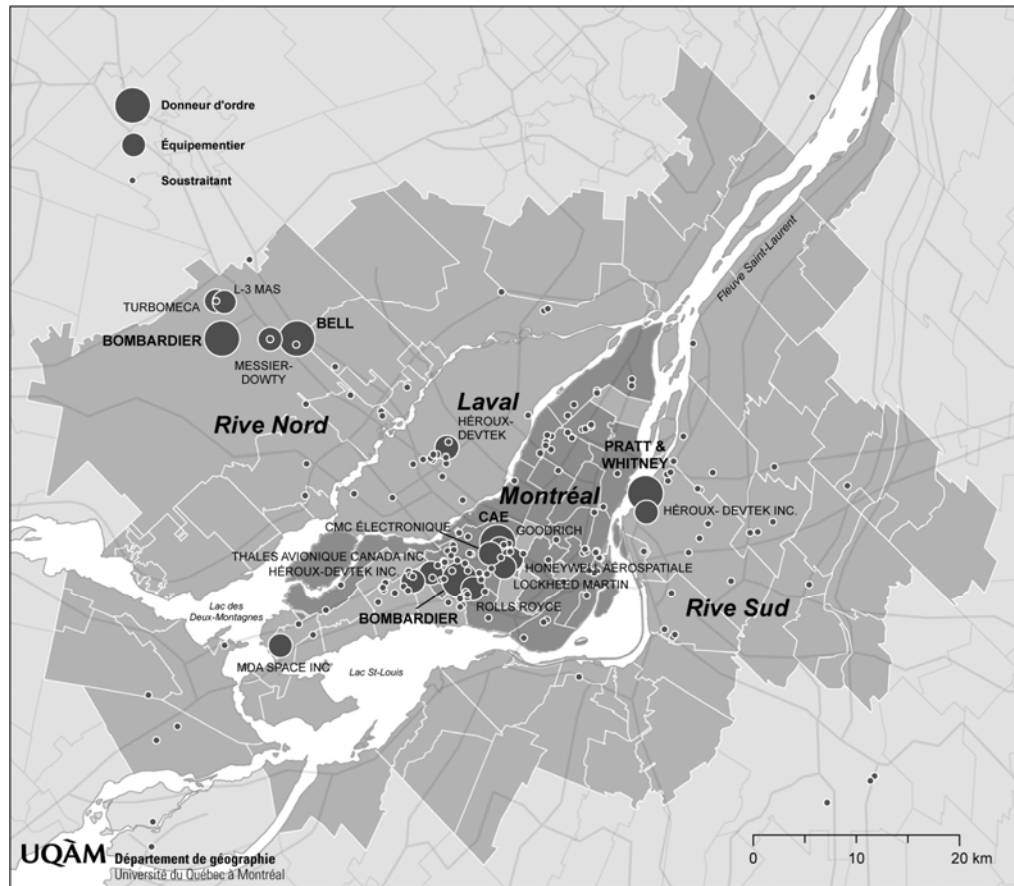 Donneur d'ordre
Équipementier
Soustraitant
Fleuve Saint-Laurent
L-3 MAS
TURBOMECA
BELL
BOMBARDIER
MESSIER-
DOWTY
Rive Nord
Laval
HÉROUX-
DEVTEK
PRATT &
WHITNEY
Montréal
HÉROUX- DEVTEK INC.
CAE
CMC ÉLECTRONIQUE
GOODRICH
THALES AVIONIQUE CANADA INC
HONEYWELL AÉROSPATIALE
HÉROUX-DEVTEK INC
LOCKHEED MARTIN
ROLLS ROYCE
BOMBARDIER
Rive Sud
Lac des
Deux-Montagnes
MDA SPACE INC
Lac St-Louis
UQÀM
Département de géographie
Université du Québec à Montréal
0 10 20 km